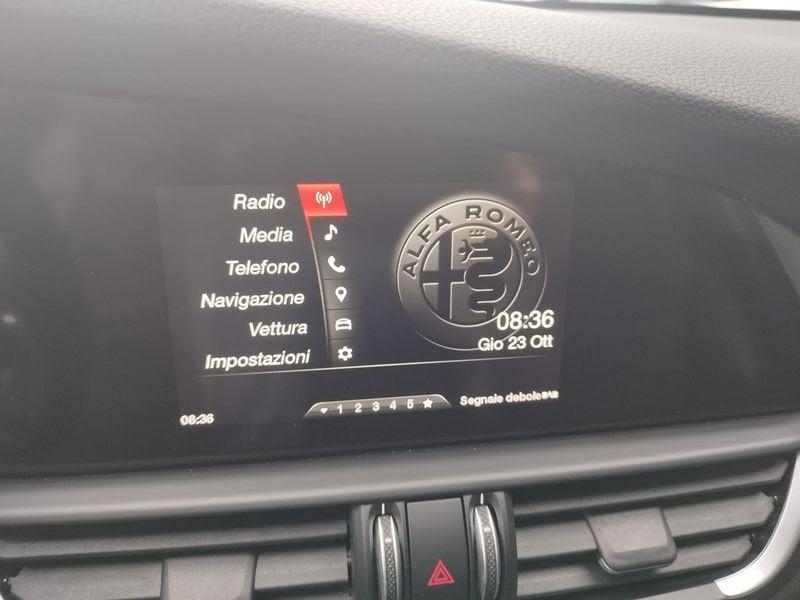 Radio
Media
Telefono
Navigazione
Vettura
Impostazioni
ALFA ROMEO
08:36
Gio 23 Ott
08:36
1 2 3 4 5
Segnale debole